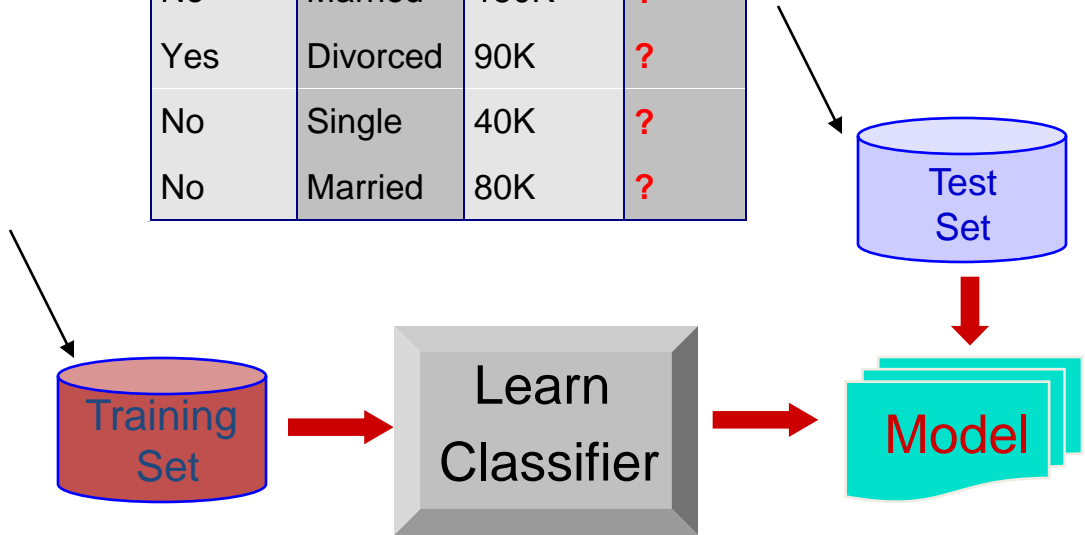 Yes Divorced 90K ?
No Single 40K ?
No Married 80K ?
Test
Set
Training
Set
Learn
Classifier
Model